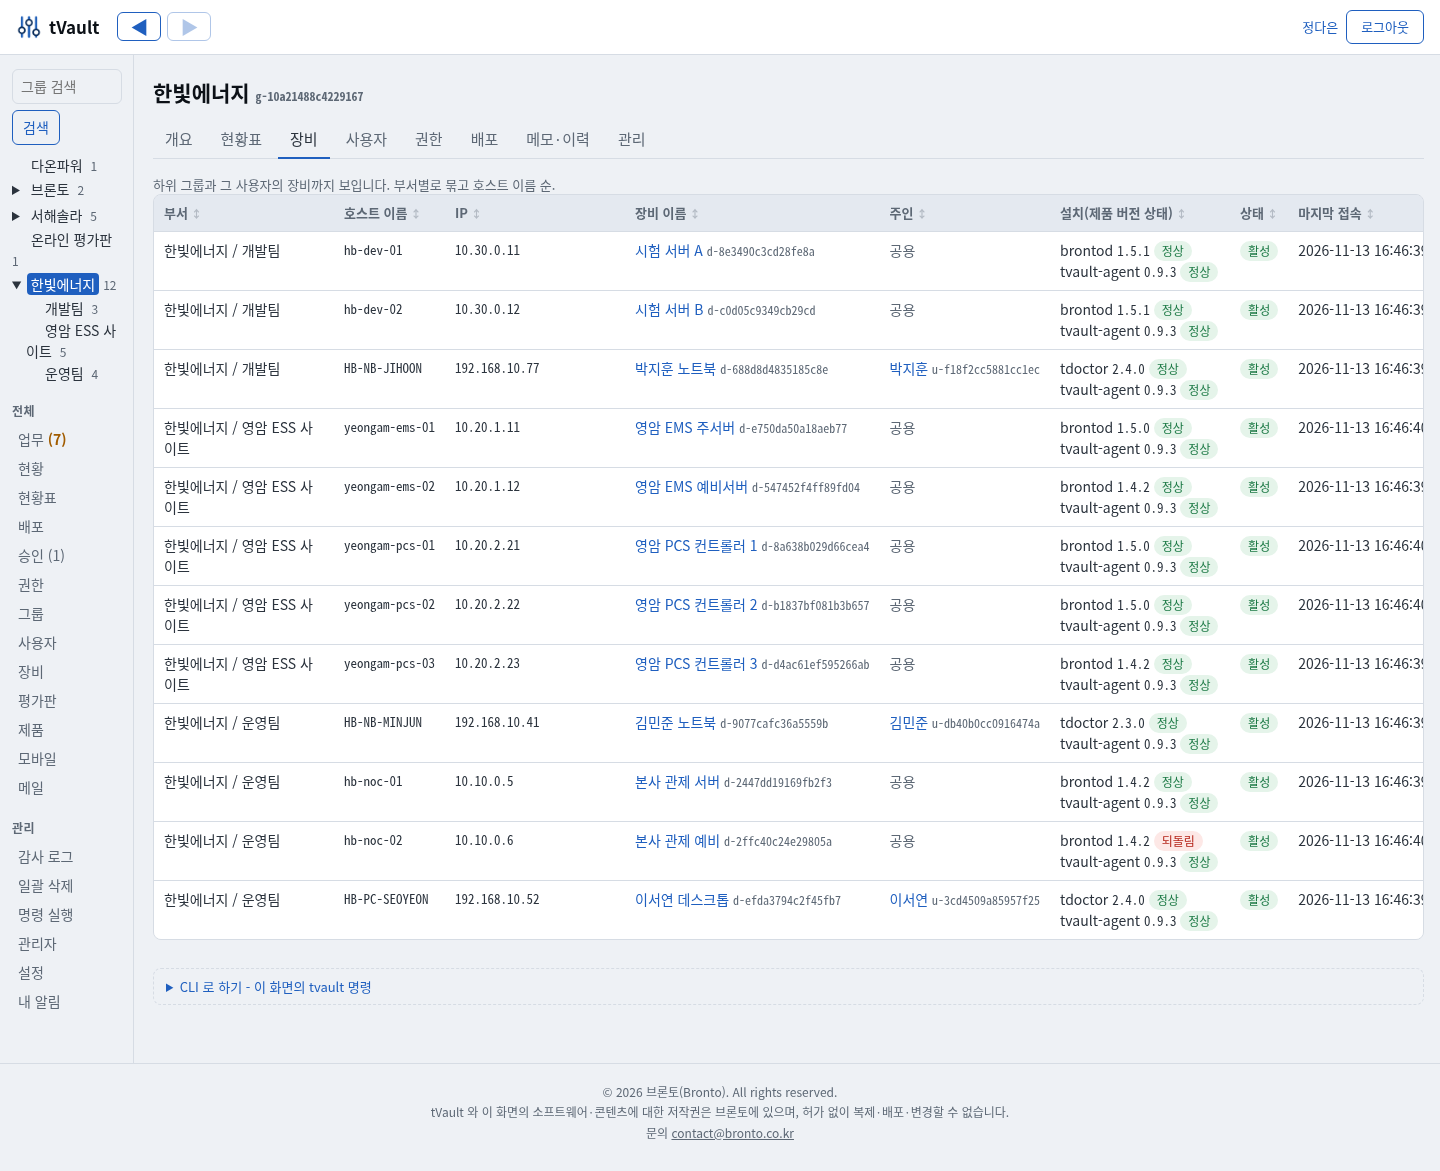 tVault ◀ ▶ 정다은 로그아웃
그룹 검색
검색
다온파워 1
▶ 브론토 2
▶ 서해솔라 5
온라인 평가판
1
▼ 한빛에너지 12
개발팀 3
영암 ESS 사
이트 5
운영팀 4
전체
업무 (7)
현황
현황표
배포
승인 (1)
권한
그룹
사용자
장비
평가판
제품
모바일
메일
관리
감사 로그
일괄 삭제
명령 실행
관리자
설정
내 알림
한빛에너지 g-10a21488c4229167
개요 현황표 장비 사용자 권한 배포 메모·이력 관리
하위 그룹과 그 사용자의 장비까지 보입니다. 부서별로 묶고 호스트 이름 순.
부서 ↕ 호스트 이름 ↕ IP ↕ 장비 이름 ↕ 주인 ↕ 설치(제품 버전 상태) ↕ 상태 ↕ 마지막 접속 ↕
한빛에너지 / 개발팀 hb-dev-01 10.30.0.11 시험 서버 A d-8e3490c3cd28fe8a 공용 brontod 1.5.1 정상 활성 2026-11-13 16:46:39
tvault-agent 0.9.3 정상
한빛에너지 / 개발팀 hb-dev-02 10.30.0.12 시험 서버 B d-c0d05c9349cb29cd 공용 brontod 1.5.1 정상 활성 2026-11-13 16:46:39
tvault-agent 0.9.3 정상
한빛에너지 / 개발팀 HB-NB-JIHOON 192.168.10.77 박지훈 노트북 d-688d8d4835185c8e 박지훈 u-f18f2cc5881cc1ec tdoctor 2.4.0 정상 활성 2026-11-13 16:46:39
tvault-agent 0.9.3 정상
한빛에너지 / 영암 ESS 사 yeongam-ems-01 10.20.1.11 영암 EMS 주서버 d-e750da50a18aeb77 공용 brontod 1.5.0 정상 활성 2026-11-13 16:46:40
이트 tvault-agent 0.9.3 정상
한빛에너지 / 영암 ESS 사 yeongam-ems-02 10.20.1.12 영암 EMS 예비서버 d-547452f4ff89fd04 공용 brontod 1.4.2 정상 활성 2026-11-13 16:46:39
이트 tvault-agent 0.9.3 정상
한빛에너지 / 영암 ESS 사 yeongam-pcs-01 10.20.2.21 영암 PCS 컨트롤러 1 d-8a638b029d66cea4 공용 brontod 1.5.0 정상 활성 2026-11-13 16:46:40
이트 tvault-agent 0.9.3 정상
한빛에너지 / 영암 ESS 사 yeongam-pcs-02 10.20.2.22 영암 PCS 컨트롤러 2 d-b1837bf081b3b657 공용 brontod 1.5.0 정상 활성 2026-11-13 16:46:40
이트 tvault-agent 0.9.3 정상
한빛에너지 / 영암 ESS 사 yeongam-pcs-03 10.20.2.23 영암 PCS 컨트롤러 3 d-d4ac61ef595266ab 공용 brontod 1.4.2 정상 활성 2026-11-13 16:46:39
이트 tvault-agent 0.9.3 정상
한빛에너지 / 운영팀 HB-NB-MINJUN 192.168.10.41 김민준 노트북 d-9077cafc36a5559b 김민준 u-db40b0cc0916474a tdoctor 2.3.0 정상 활성 2026-11-13 16:46:39
tvault-agent 0.9.3 정상
한빛에너지 / 운영팀 hb-noc-01 10.10.0.5 본사 관제 서버 d-2447dd19169fb2f3 공용 brontod 1.4.2 정상 활성 2026-11-13 16:46:39
tvault-agent 0.9.3 정상
한빛에너지 / 운영팀 hb-noc-02 10.10.0.6 본사 관제 예비 d-2ffc40c24e29805a 공용 brontod 1.4.2 되돌림 활성 2026-11-13 16:46:40
tvault-agent 0.9.3 정상
한빛에너지 / 운영팀 HB-PC-SEOYEON 192.168.10.52 이서연 데스크톱 d-efda3794c2f45fb7 이서연 u-3cd4509a85957f25 tdoctor 2.4.0 정상 활성 2026-11-13 16:46:39
tvault-agent 0.9.3 정상
▶ CLI 로 하기 - 이 화면의 tvault 명령
© 2026 브론토(Bronto). All rights reserved.
tVault 와 이 화면의 소프트웨어·콘텐츠에 대한 저작권은 브론토에 있으며, 허가 없이 복제·배포·변경할 수 없습니다.
문의 contact@bronto.co.kr